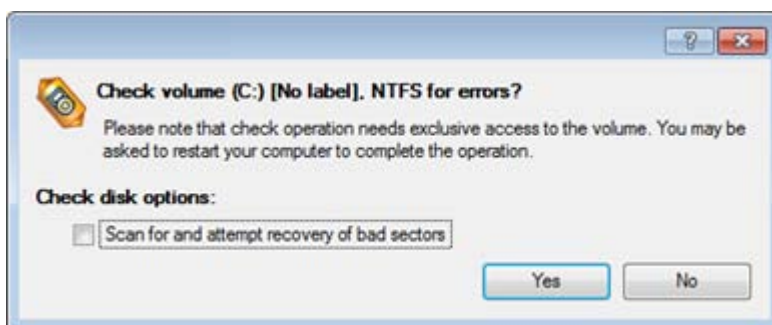 ?
Check volume (C:) [No label], NTFS for errors?
Please note that check operation needs exclusive access to the volume. You may be
asked to restart your computer to complete the operation.
Check disk options:
Scan for and attempt recovery of bad sectors
Yes No